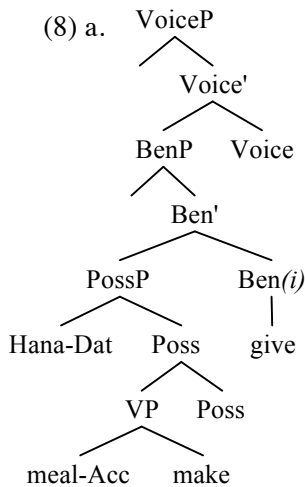 (8) a. VoiceP
Voice'
BenP Voice
Ben'
PossP Ben(i)
Hana-Dat Poss give
VP Poss
meal-Acc make